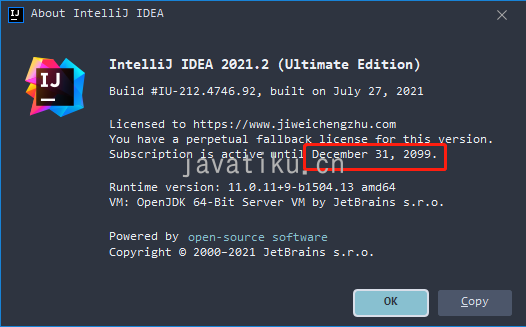 About IntelliJ IDEA
IJ
IntelliJ IDEA 2021.2 (Ultimate Edition)
Build #IU-212.4746.92, built on July 27, 2021
Licensed to https://www.jiweichengzhu.com
You have a perpetual fallback license for this version.
Subscription is active until December 31, 2099.
javatiku.cn
Runtime version: 11.0.11+9-b1504.13 amd64
VM: OpenJDK 64-Bit Server VM by JetBrains s.r.o.
Powered by open-source software
Copyright © 2000–2021 JetBrains s.r.o.
OK
Copy